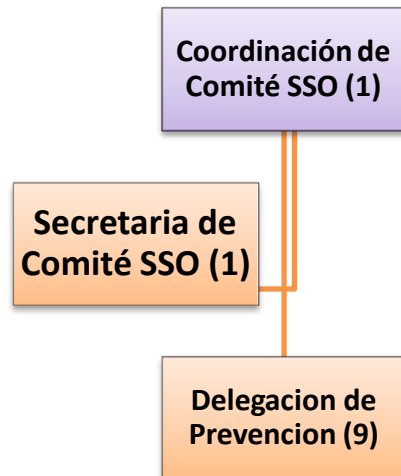 Coordinación de
Comité SSO (1)
Secretaria de
Comité SSO (1)
Delegacion de
Prevencion (9)